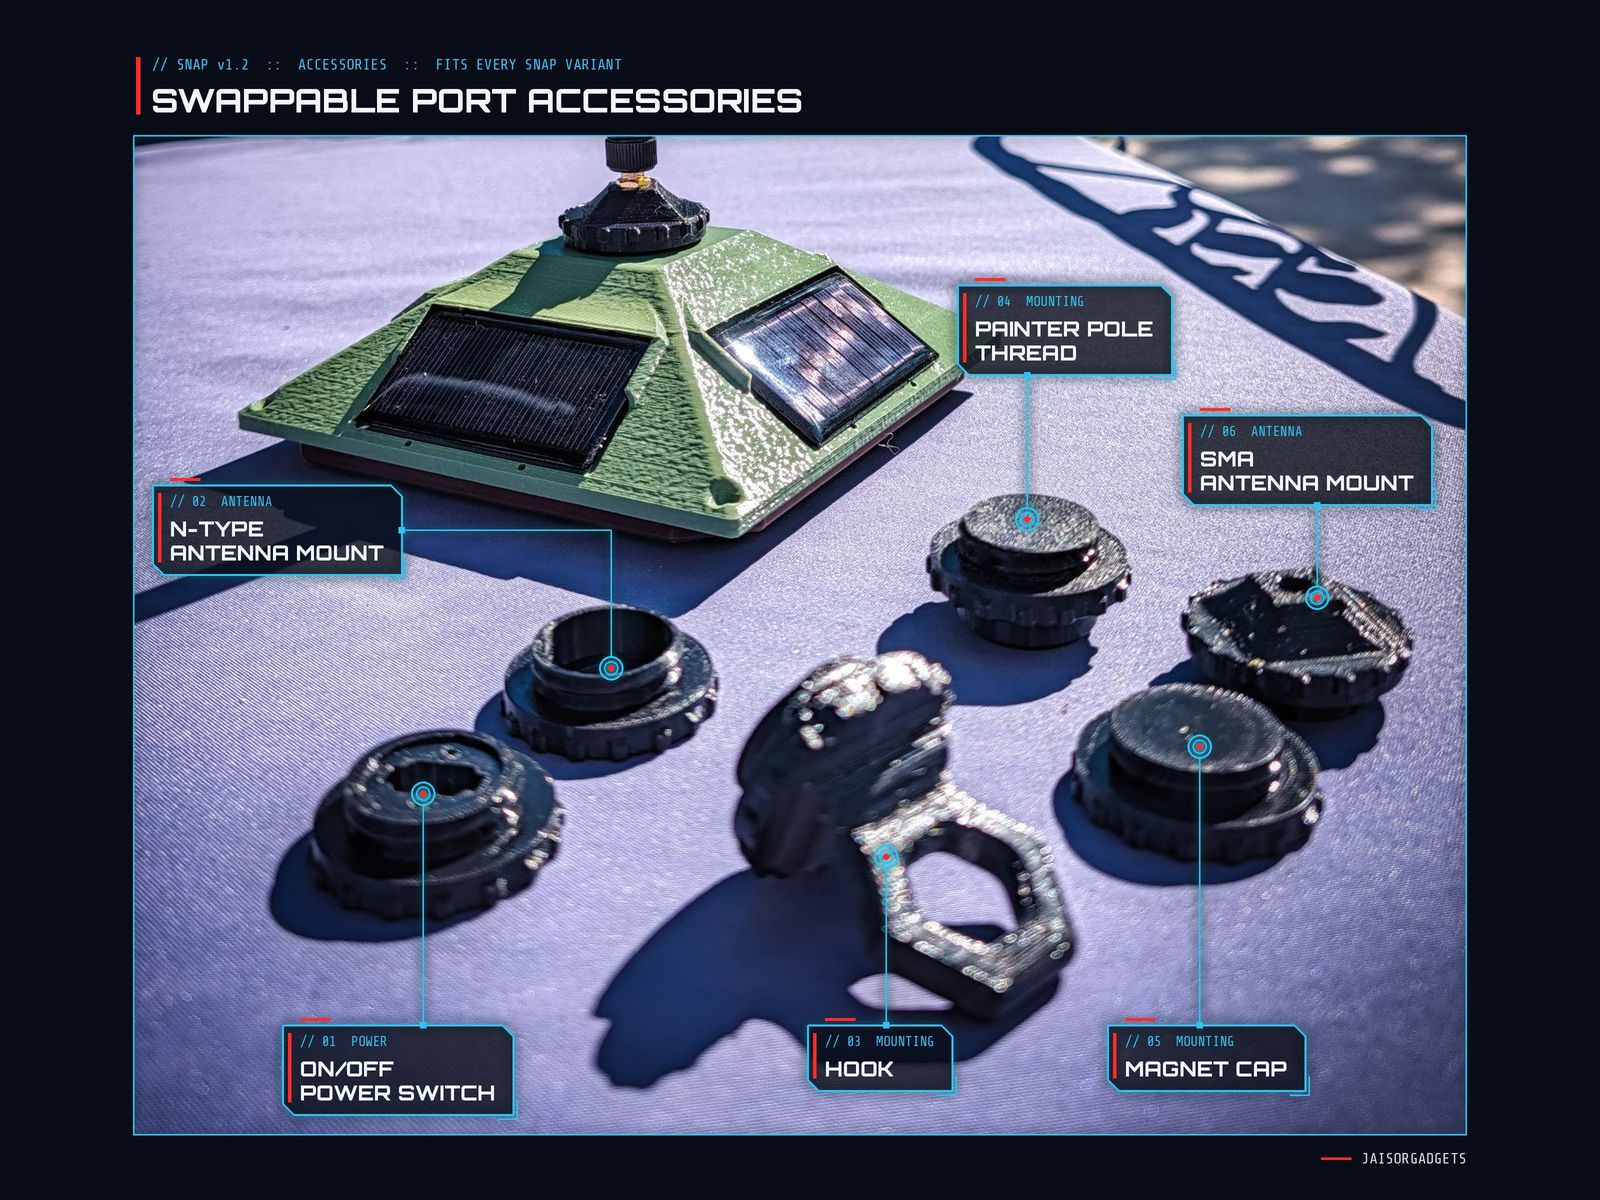 // SNAP v1.2 :: ACCESSORIES :: FITS EVERY SNAP VARIANT
SWAPPABLE PORT ACCESSORIES
// 04 MOUNTING
PAINTER POLE
THREAD
// 06 ANTENNA
SMA
ANTENNA MOUNT
// 02 ANTENNA
N-TYPE
ANTENNA MOUNT
// 01 POWER
ON/OFF
POWER SWITCH
// 03 MOUNTING
HOOK
// 05 MOUNTING
MAGNET CAP
JAISORGADGETS